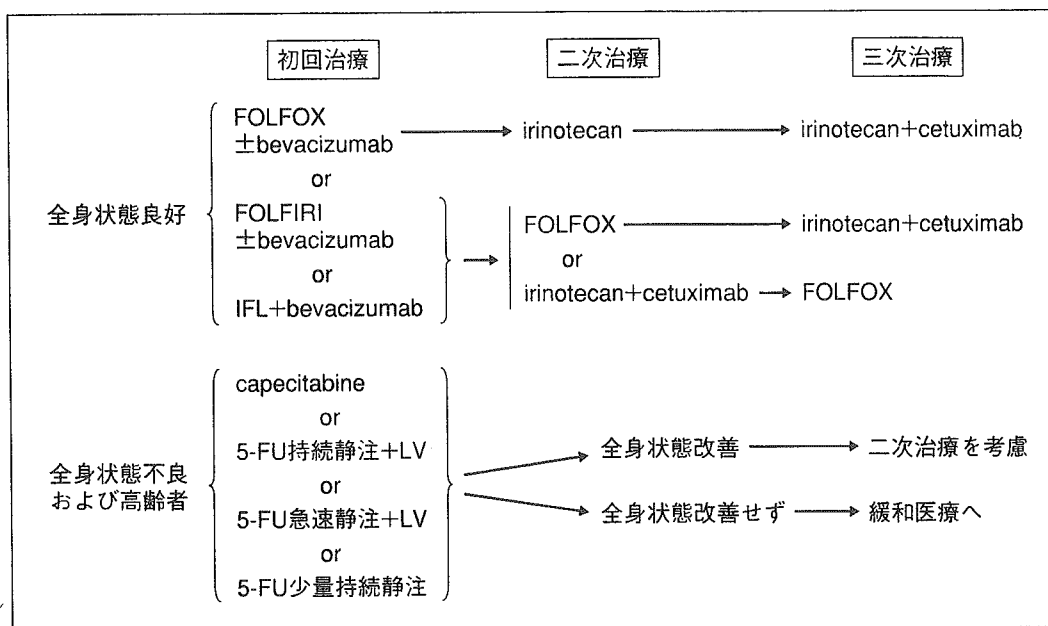 初回治療 二次治療 三次治療
FOLFOX
±bevacizumab → irinotecan → irinotecan+cetuximab
or
全身状態良好
FOLFIRI
±bevacizumab
or
IFL+bevacizumab
→
FOLFOX → irinotecan+cetuximab
or
irinotecan+cetuximab → FOLFOX
全身状態不良
および高齢者
capecitabine
or
5-FU持続静注+LV
or
5-FU急速静注+LV
or
5-FU少量持続静注
全身状態改善 → 二次治療を考慮
全身状態改善せず → 緩和医療へ